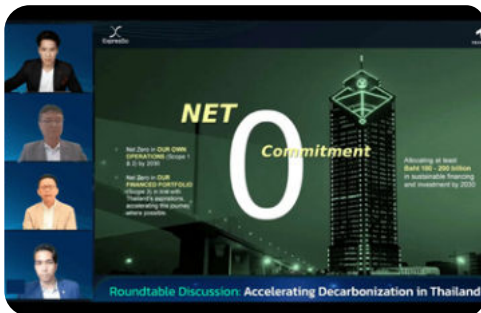 ExpresSo
NET
0
Commitment
Net Zero in OUR OWN
OPERATIONS (Scope 1
& 2) by 2030
Net Zero in OUR
FINANCED PORTFOLIO
(Scope 3) in line with
Thailand's aspirations,
accelerating the journey
where possible.
Allocating at least
Baht 100 - 200 billion
in sustainable financing
and investment by 2030
Roundtable Discussion: Accelerating Decarbonization in Thailand